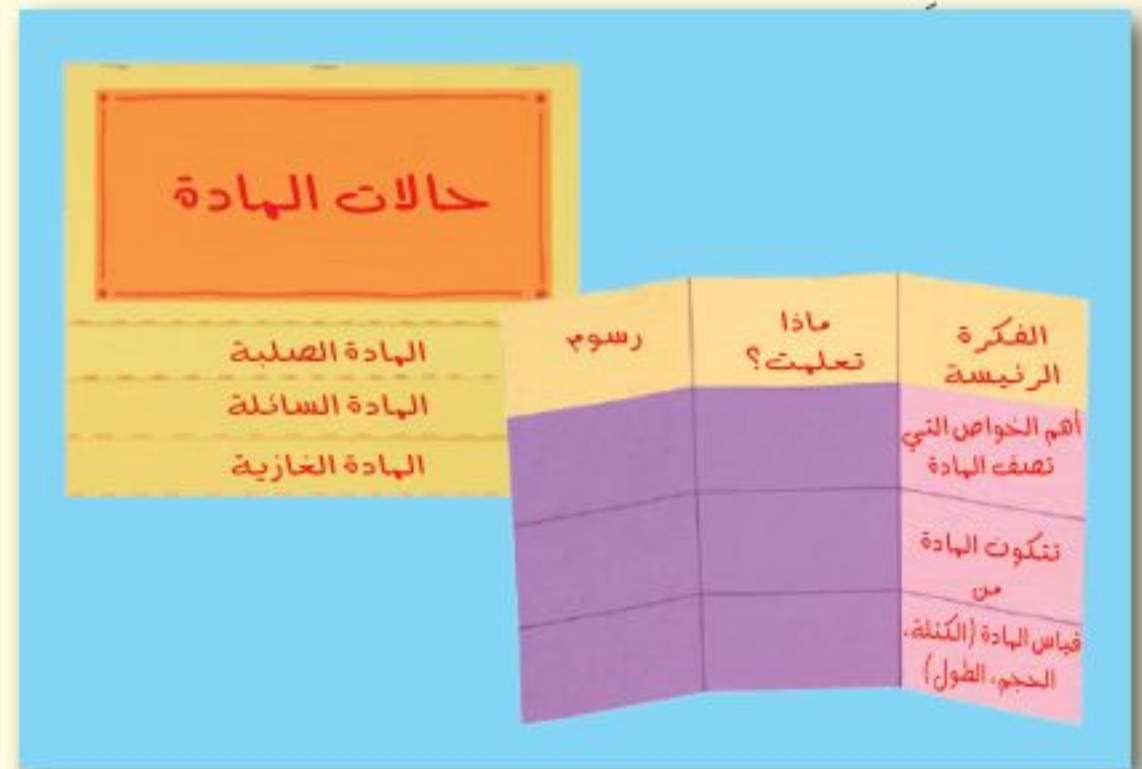 حالات المادة
المادة الصلبة
المادة السائلة
المادة الغازية
الفكرة
الرئيسة
ماذا
تعلمت؟
رسوم
أهم الخواص التي
تصف المادة
تتكون المادة
من
قياس المادة (الكتلة،
الحجم، الطول)